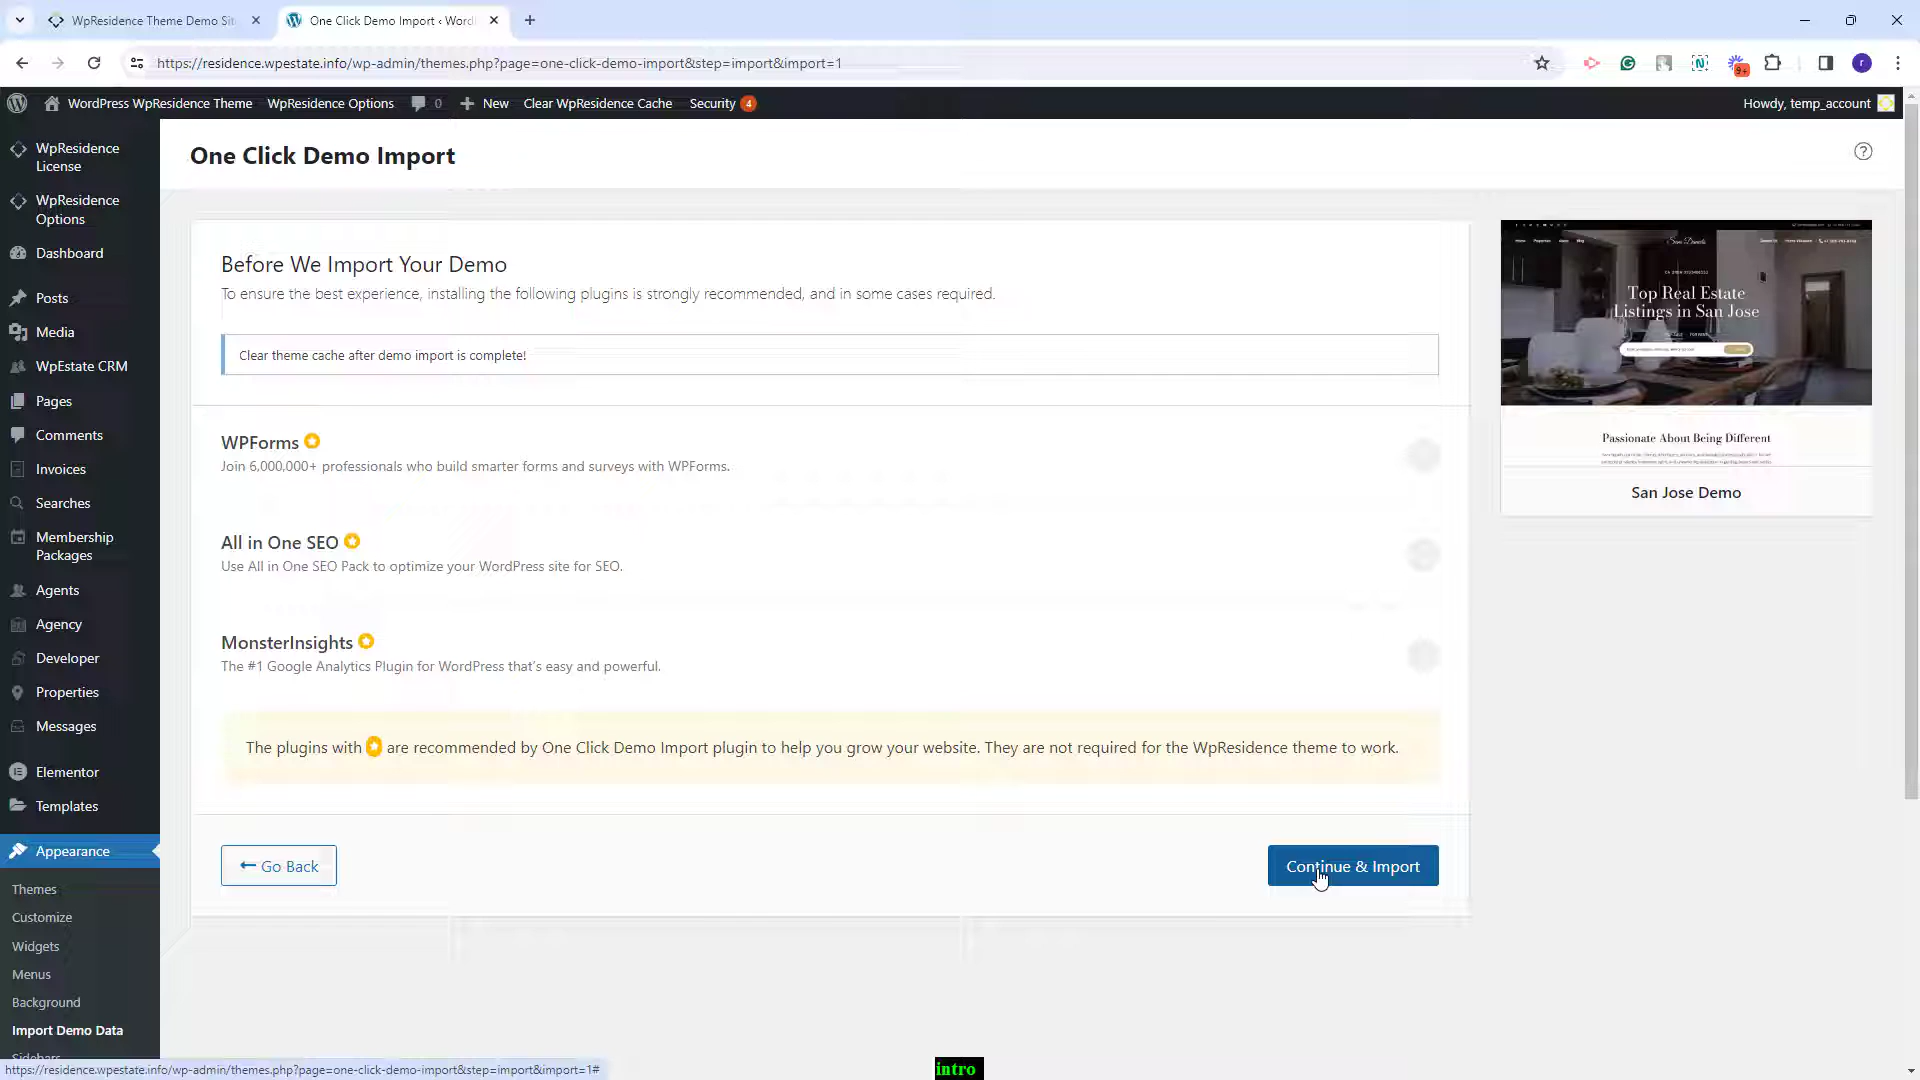 WpResidence Theme Demo Sit
One Click Demo Import ‹ Word
https://residence.wpestate.info/wp-admin/themes.php?page=one-click-demo-import&step=import&import=1
9+
r
WordPress WpResidence Theme
WpResidence Options
0
New
Clear WpResidence Cache
Security 4
Howdy, temp_account
WpResidence
License
WpResidence
Options
Dashboard
Posts
Media
WpEstate CRM
Pages
Comments
Invoices
Searches
Membership
Packages
Agents
Agency
Developer
Properties
Messages
Elementor
Templates
Appearance
Themes
Customize
Widgets
Menus
Background
Import Demo Data
Sidebars
One Click Demo Import
Before We Import Your Demo
To ensure the best experience, installing the following plugins is strongly recommended, and in some cases required.
Clear theme cache after demo import is complete!
WPForms
Join 6,000,000+ professionals who build smarter forms and surveys with WPForms.
All in One SEO
Use All in One SEO Pack to optimize your WordPress site for SEO.
MonsterInsights
The #1 Google Analytics Plugin for WordPress that's easy and powerful.
The plugins with are recommended by One Click Demo Import plugin to help you grow your website. They are not required for the WpResidence theme to work.
Go Back
Continue & Import
Top Real Estate
Listings in San Jose
Passionate About Being Different
San Jose Demo
https://residence.wpestate.info/wp-admin/themes.php?page=one-click-demo-import&step=import&import=1#
intro